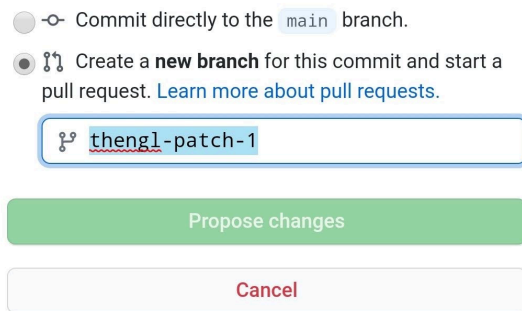 Commit directly to the main branch.
Create a new branch for this commit and start a
pull request. Learn more about pull requests.
thengl-patch-1
Propose changes
Cancel